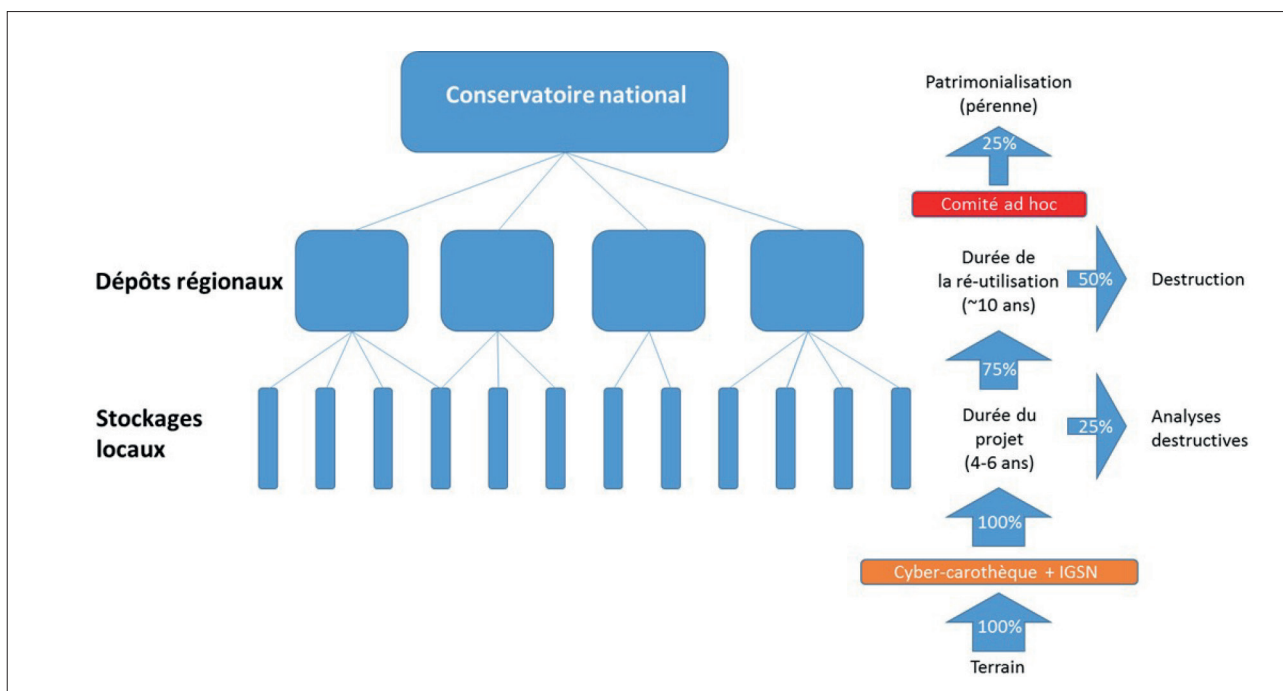 Conservatoire national
Dépôts régionaux
Stockages
locaux
Patrimonialisation
(pérenne)
25%
Comité ad hoc
Durée de
la ré-utilisation
(~10 ans)
50%
Destruction
75%
Durée du
projet
(4-6 ans)
25%
Analyses
destructives
100%
Cyber-carothèque + IGSN
100%
Terrain